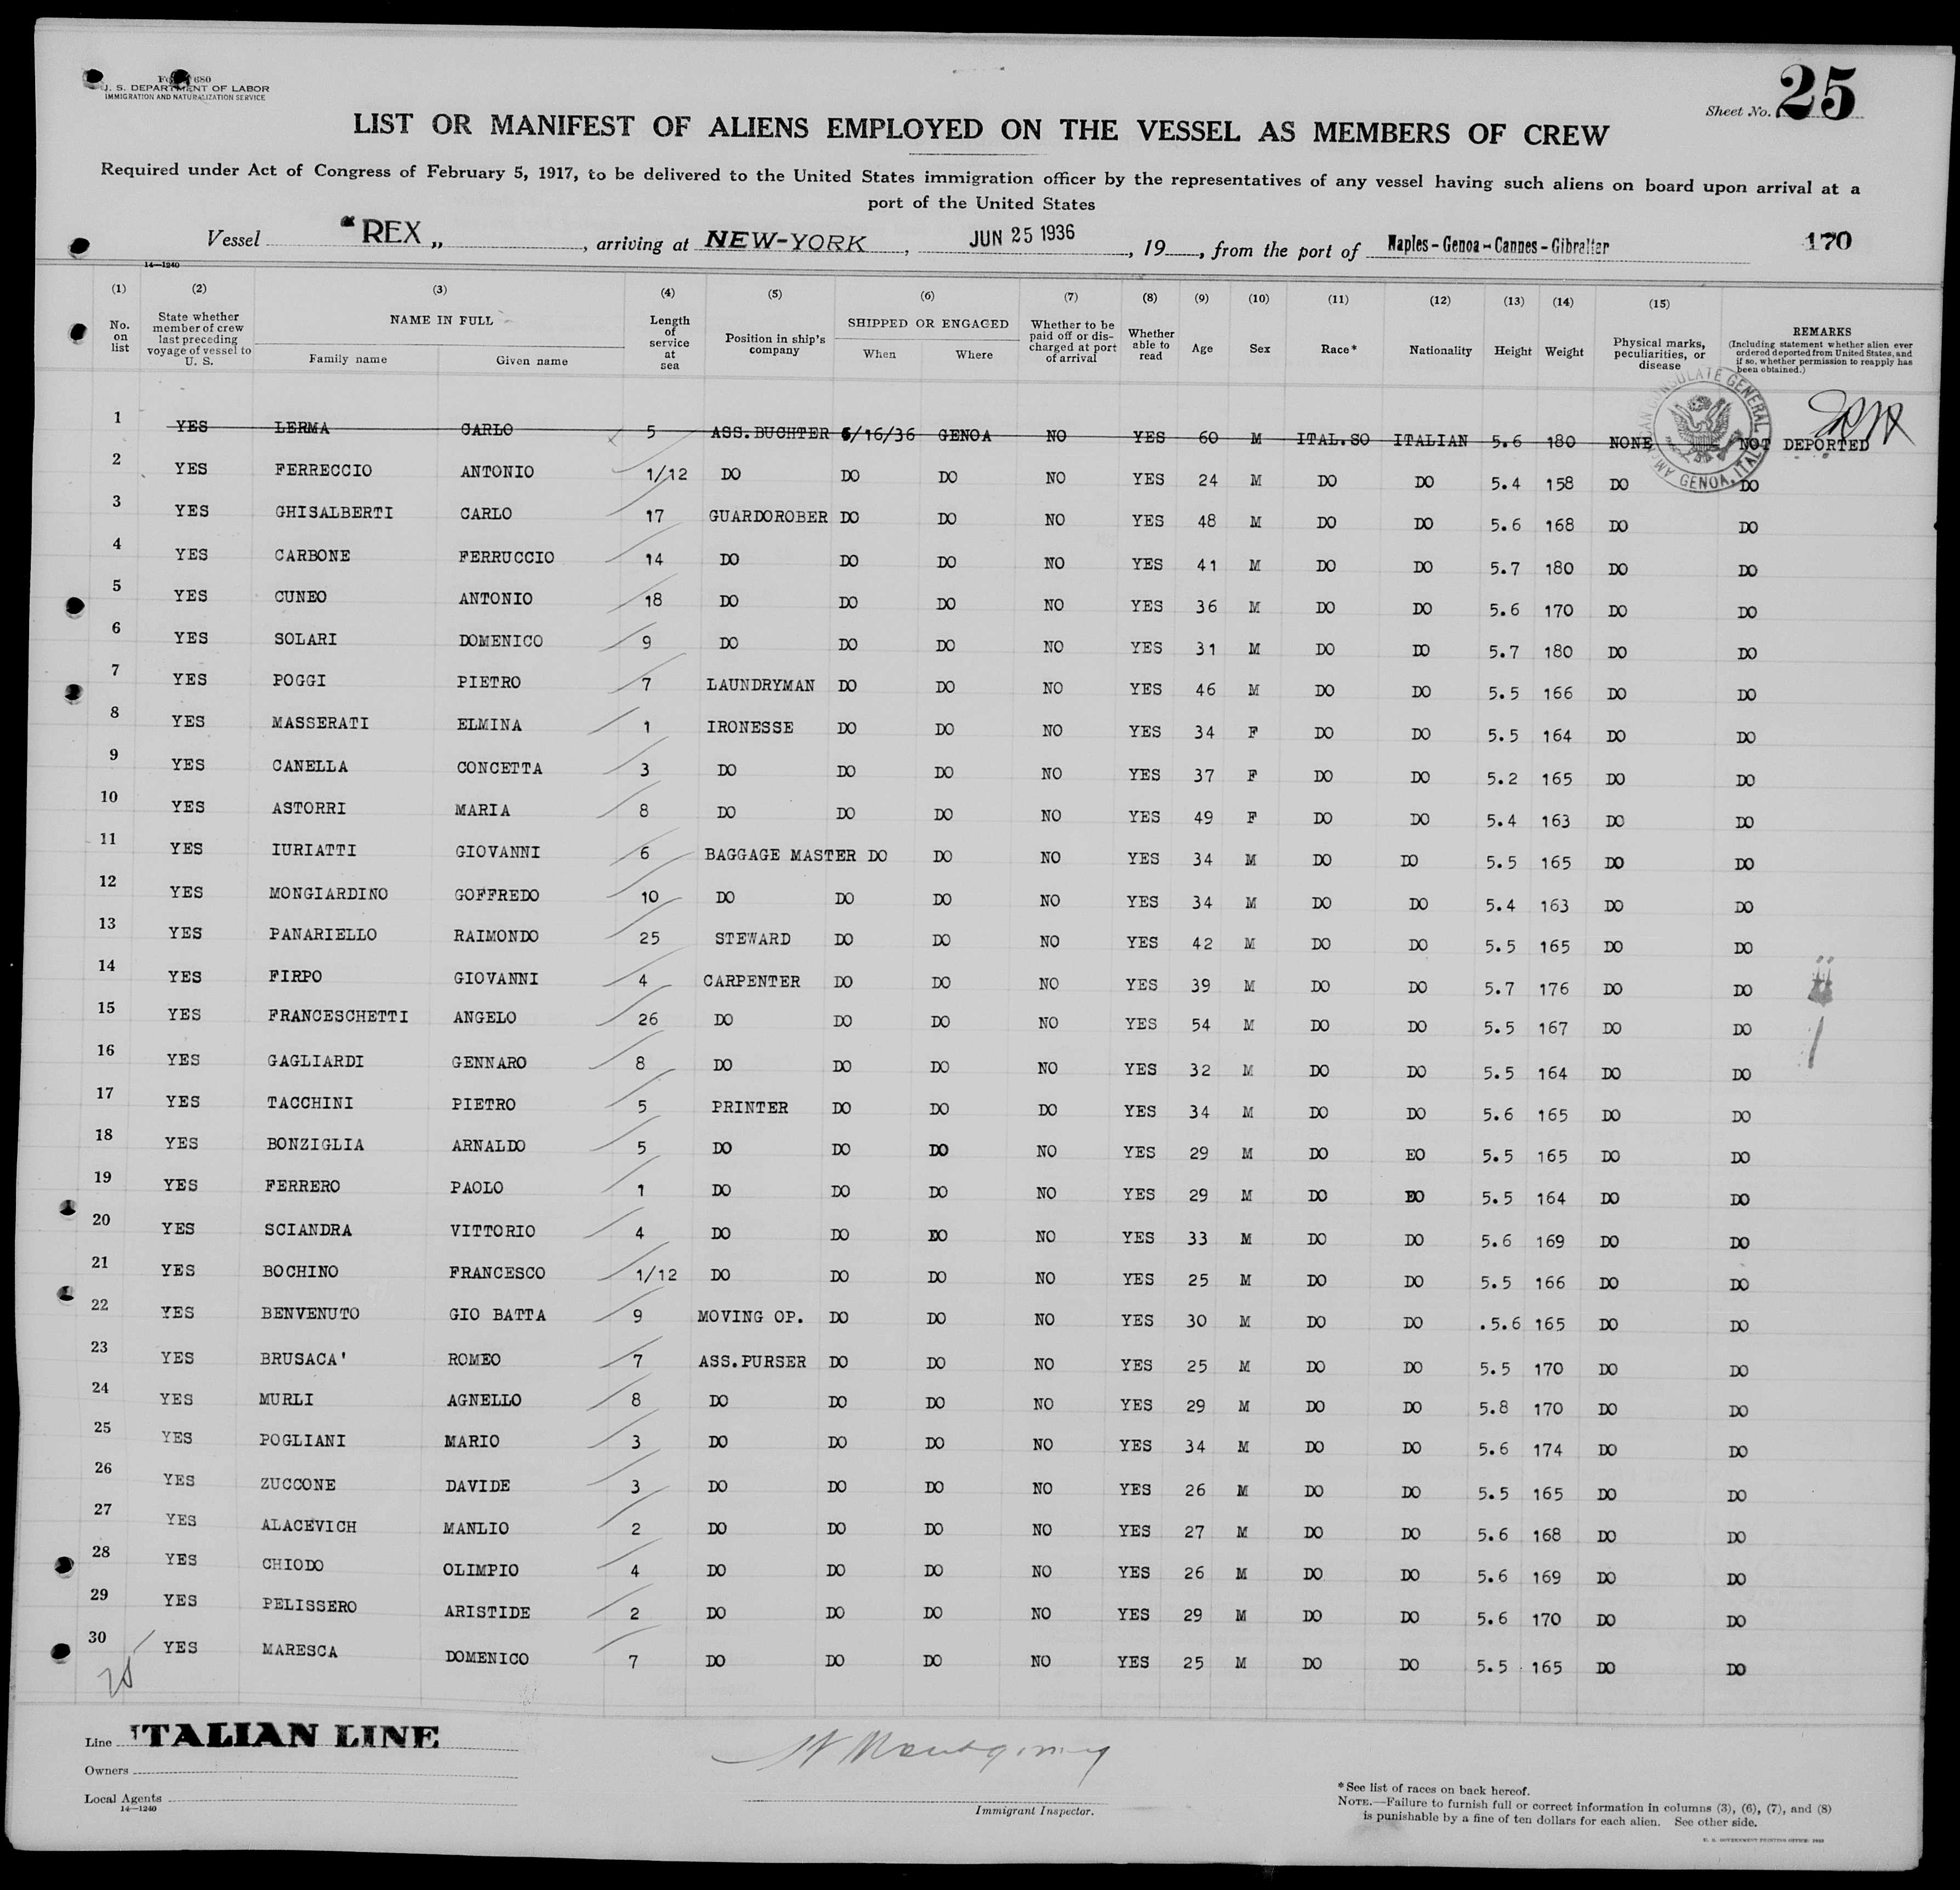 Form 680
U. S. DEPARTMENT OF LABOR
IMMIGRATION AND NATURALIZATION SERVICE
Sheet No. 25
LIST OR MANIFEST OF ALIENS EMPLOYED ON THE VESSEL AS MEMBERS OF CREW
Required under Act of Congress of February 5, 1917, to be delivered to the United States immigration officer by the representatives of any vessel having such aliens on board upon arrival at a
port of the United States
Vessel "REX„, arriving at NEW-YORK, JUN 25 1936, 19, from the port of Naples-Genoa-Cannes-Gibralter 170
14—1240
(1) (2) (3) (4) (5) (6) (7) (8) (9) (10) (11) (12) (13) (14) (15)
No. on list State whether member of crew last preceding voyage of vessel to U. S. NAME IN FULL Family name Given name Length of service at sea Position in ship's company SHIPPED OR ENGAGED When Where Whether to be paid off or discharged at port of arrival Whether able to read Age Sex Race* Nationality Height Weight Physical marks, peculiarities, or disease REMARKS (Including statement whether alien ever ordered deported from United States, and if so, whether permission to reapply has been obtained.)
AMERICAN CONSULATE GENERAL GENOA, ITALY
1 YES LERMA CARLO 5 ASS.BUCHTER 6/16/36 GENOA NO YES 60 M ITAL.SO ITALIAN 5.6 180 NONE NOT DEPORTED
2 YES FERRECCIO ANTONIO 1/12 DO DO DO NO YES 24 M DO DO 5.4 158 DO DO
3 YES GHISALBERTI CARLO 17 GUARDOROBER DO DO NO YES 48 M DO DO 5.6 168 DO DO
4 YES CARBONE FERRUCCIO 14 DO DO DO NO YES 41 M DO DO 5.7 180 DO DO
5 YES CUNEO ANTONIO 18 DO DO DO NO YES 36 M DO DO 5.6 170 DO DO
6 YES SOLARI DOMENICO 9 DO DO DO NO YES 31 M DO DO 5.7 180 DO DO
7 YES POGGI PIETRO 7 LAUNDRYMAN DO DO NO YES 46 M DO DO 5.5 166 DO DO
8 YES MASSERATI ELMINA 1 IRONESSE DO DO NO YES 34 F DO DO 5.5 164 DO DO
9 YES CANELLA CONCETTA 3 DO DO DO NO YES 37 F DO DO 5.2 165 DO DO
10 YES ASTORRI MARIA 8 DO DO DO NO YES 49 F DO DO 5.4 163 DO DO
11 YES IURIATTI GIOVANNI 6 BAGGAGE MASTER DO DO NO YES 34 M DO DO 5.5 165 DO DO
12 YES MONGIARDINO GOFFREDO 10 DO DO DO NO YES 34 M DO DO 5.4 163 DO DO
13 YES PANARIELLO RAIMONDO 25 STEWARD DO DO NO YES 42 M DO DO 5.5 165 DO DO
14 YES FIRPO GIOVANNI 4 CARPENTER DO DO NO YES 39 M DO DO 5.7 176 DO DO
15 YES FRANCESCHETTI ANGELO 26 DO DO DO NO YES 54 M DO DO 5.5 167 DO DO
16 YES GAGLIARDI GENNARO 8 DO DO DO NO YES 32 M DO DO 5.5 164 DO DO
17 YES TACCHINI PIETRO 5 PRINTER DO DO DO YES 34 M DO DO 5.6 165 DO DO
18 YES BONZIGLIA ARNALDO 5 DO DO DO NO YES 29 M DO EO 5.5 165 DO DO
19 YES FERRERO PAOLO 1 DO DO DO NO YES 29 M DO DO 5.5 164 DO DO
20 YES SCIANDRA VITTORIO 4 DO DO DO NO YES 33 M DO DO 5.6 169 DO DO
21 YES BOCHINO FRANCESCO 1/12 DO DO DO NO YES 25 M DO DO 5.5 166 DO DO
22 YES BENVENUTO GIO BATTA 9 MOVING OP. DO DO NO YES 30 M DO DO .5.6 165 DO DO
23 YES BRUSACA' ROMEO 7 ASS.PURSER DO DO NO YES 25 M DO DO 5.5 170 DO DO
24 YES MURLI AGNELLO 8 DO DO DO NO YES 29 M DO DO 5.8 170 DO DO
25 YES POGLIANI MARIO 3 DO DO DO NO YES 34 M DO DO 5.6 174 DO DO
26 YES ZUCCONE DAVIDE 3 DO DO DO NO YES 26 M DO DO 5.5 165 DO DO
27 YES ALACEVICH MANLIO 2 DO DO DO NO YES 27 M DO DO 5.6 168 DO DO
28 YES CHIODO OLIMPIO 4 DO DO DO NO YES 26 M DO DO 5.6 169 DO DO
29 YES PELISSERO ARISTIDE 2 DO DO DO NO YES 29 M DO DO 5.6 170 DO DO
30 YES MARESCA DOMENICO 7 DO DO DO NO YES 25 M DO DO 5.5 165 DO DO
Line ITALIAN LINE
Owners
Local Agents
14—1240
Montgomery
Immigrant Inspector.
*See list of races on back hereof.
NOTE.—Failure to furnish full or correct information in columns (3), (6), (7), and (8)
is punishable by a fine of ten dollars for each alien. See other side.
U. S. GOVERNMENT PRINTING OFFICE: